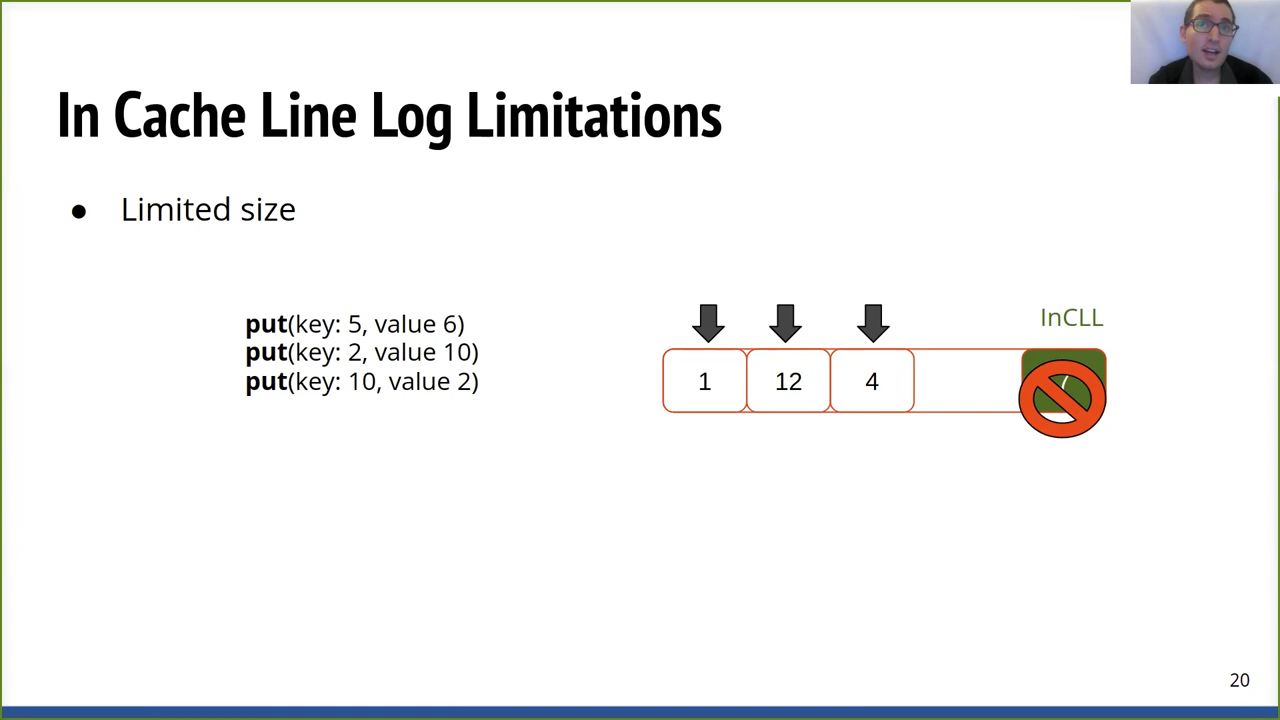 In Cache Line Log Limitations
● Limited size
put(key: 5, value 6)
put(key: 2, value 10)
put(key: 10, value 2)
InCLL
1 12 4
20